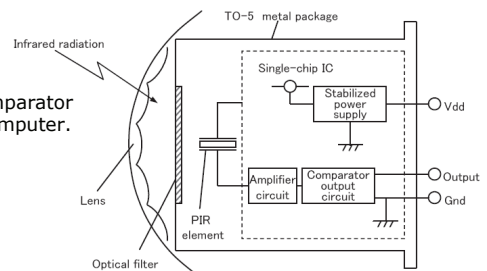 TO-5 metal package
Infrared radiation
Single-chip IC
mparator
mputer.
Stabilized
power
supply
Vdd
Amplifier
circuit
Comparator
output
circuit
Output
Gnd
Lens
PIR
element
Optical filter